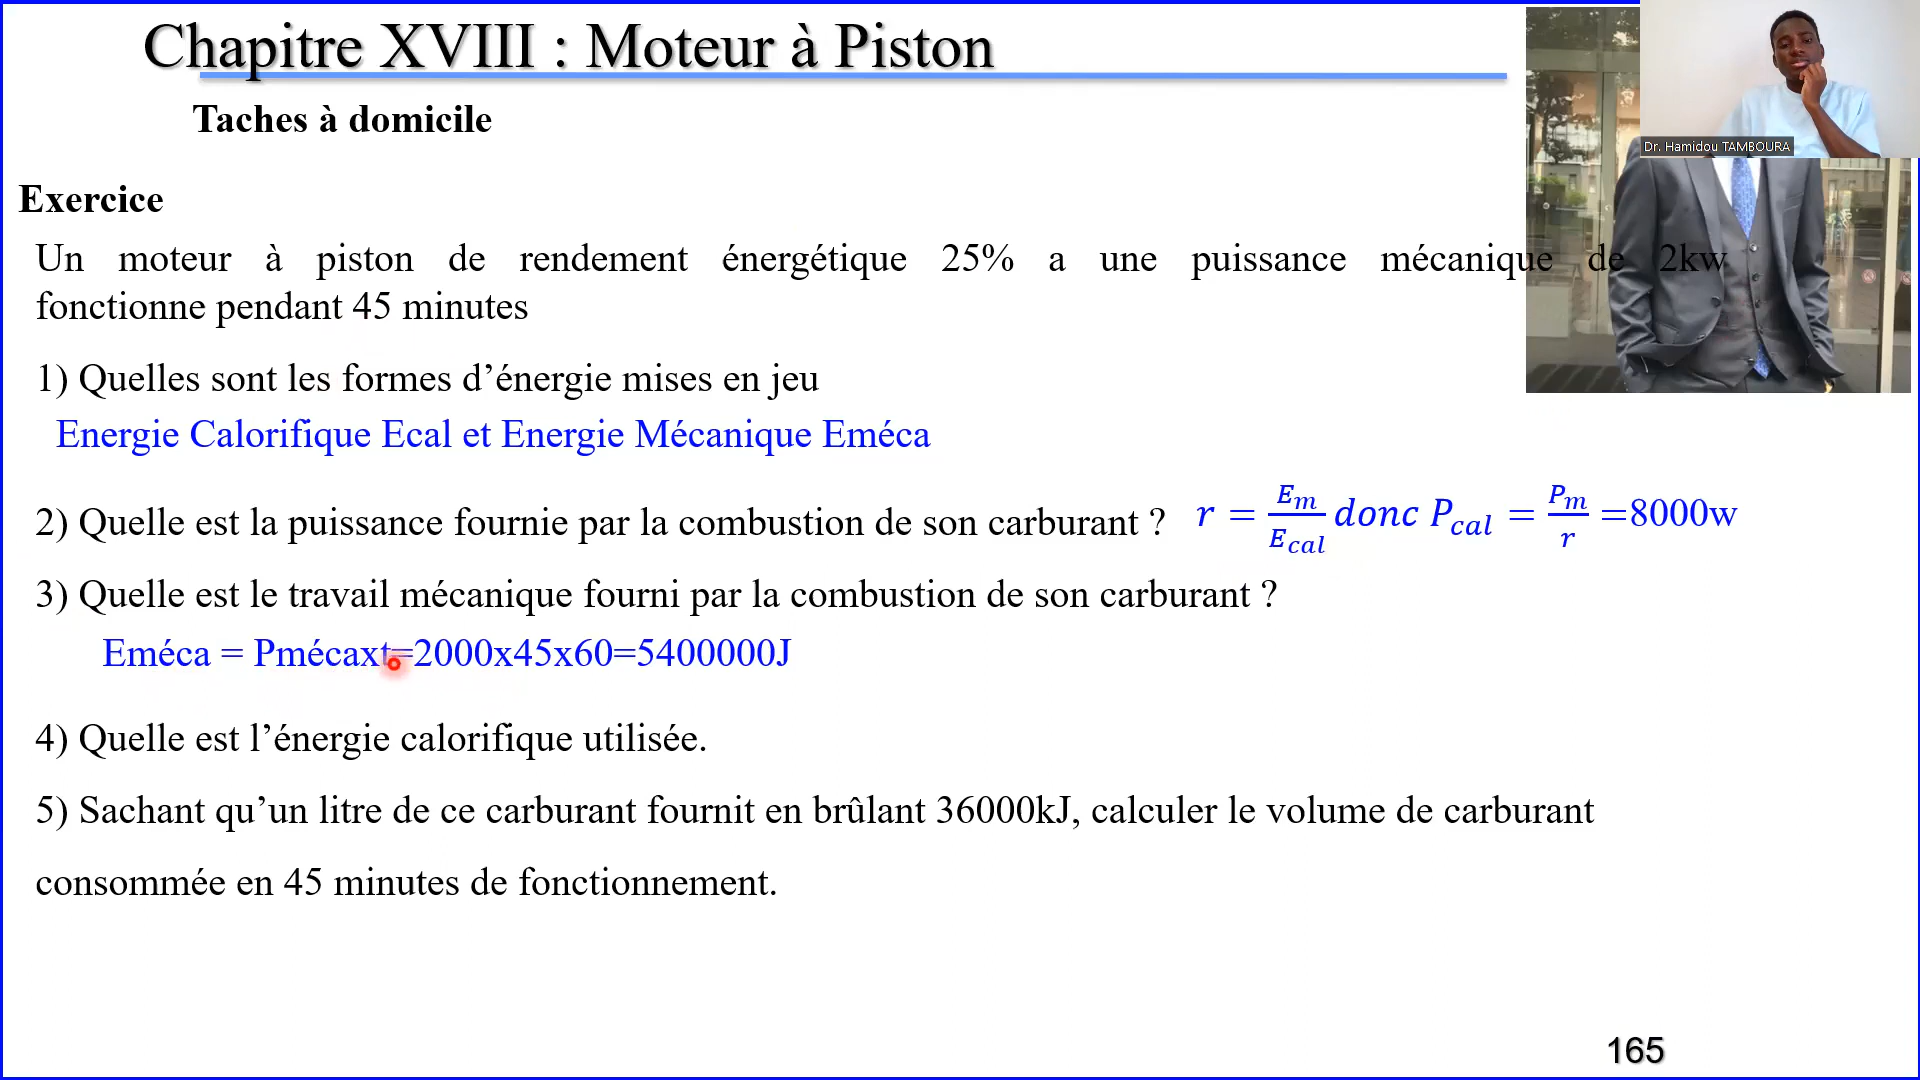 Chapitre XVIII : Moteur à Piston
Taches à domicile
Dr. Hamidou TAMBOURA
Exercice
Un moteur à piston de rendement énergétique 25% a une puissance mécanique de 2kw
fonctionne pendant 45 minutes
1) Quelles sont les formes d’énergie mises en jeu
Energie Calorifique Ecal et Energie Mécanique Eméca
2) Quelle est la puissance fournie par la combustion de son carburant ? r = E_m/E_cal donc P_cal = P_m/r =8000w
3) Quelle est le travail mécanique fourni par la combustion de son carburant ?
Eméca = Pmécaxt=2000x45x60=5400000J
4) Quelle est l’énergie calorifique utilisée.
5) Sachant qu’un litre de ce carburant fournit en brûlant 36000kJ, calculer le volume de carburant
consommée en 45 minutes de fonctionnement.
165